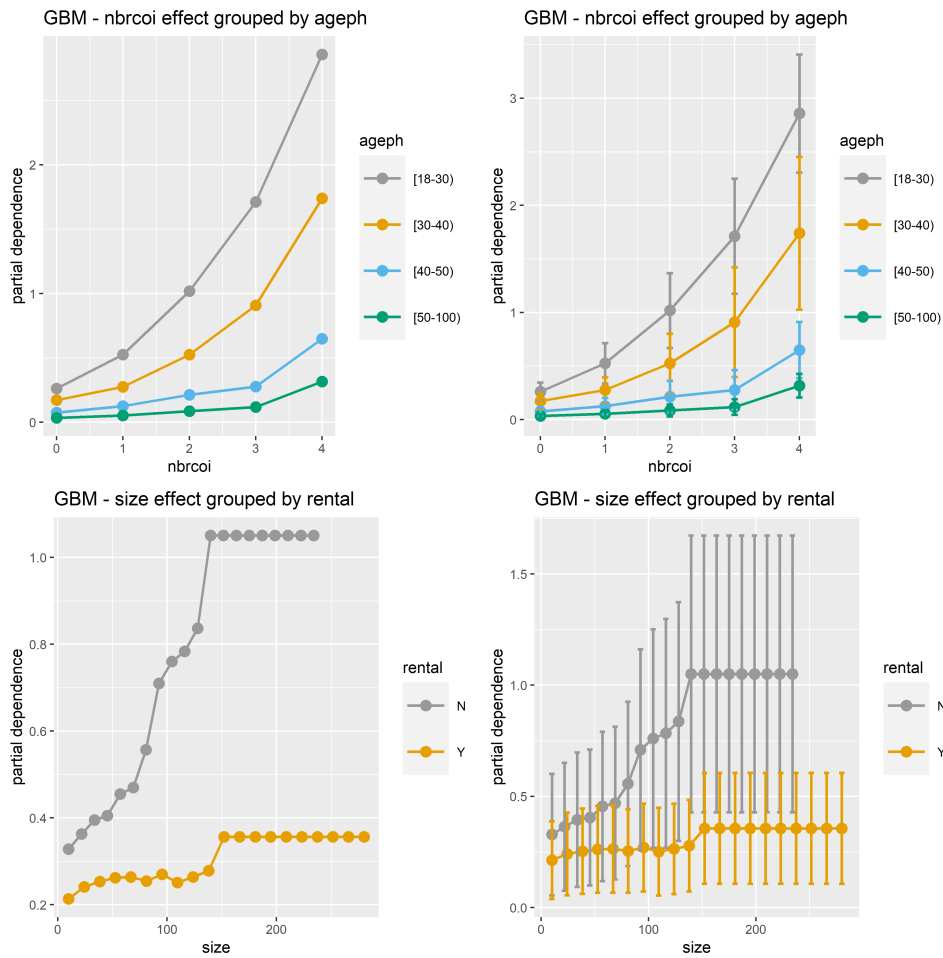 GBM - nbrcoi effect grouped by ageph
partial dependence
2
1
0
0 1 2 3 4
nbrcoi
ageph
[18-30)
[30-40)
[40-50)
[50-100)
GBM - nbrcoi effect grouped by ageph
partial dependence
3
2
1
0
0 1 2 3 4
nbrcoi
ageph
[18-30)
[30-40)
[40-50)
[50-100)
GBM - size effect grouped by rental
partial dependence
1.0
0.8
0.6
0.4
0.2
0 100 200
size
rental
N
Y
GBM - size effect grouped by rental
partial dependence
1.5
1.0
0.5
0.0
0 100 200
size
rental
N
Y